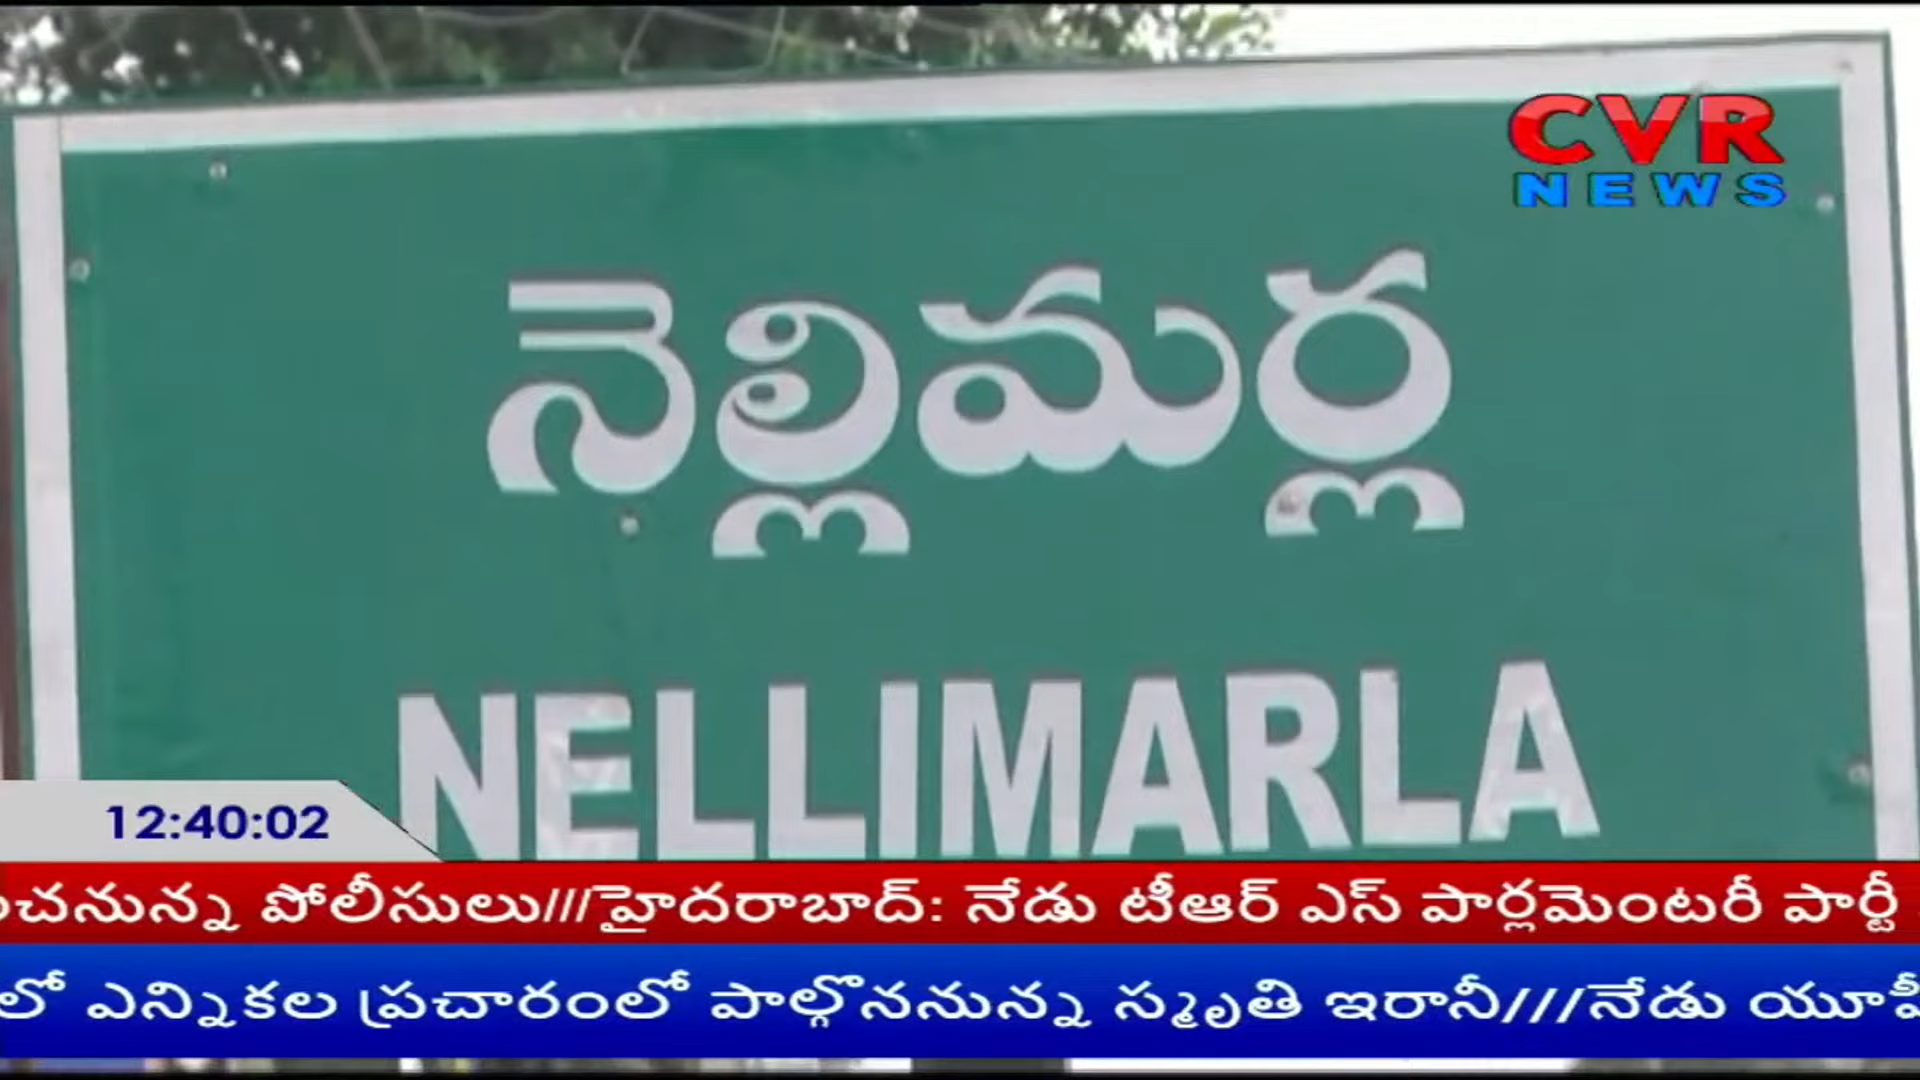 CVR
NEWS
నెల్లిమర్ల
NELLIMARLA
12:40:02
పోలీసులు///హైదరాబాద్: నేడు టీఆర్ ఎస్ పార్లమెంటరీ పార్టీ
లో ఎన్నికల ప్రచారంలో పాల్గొననున్న స్మృతి ఇరానీ///నేడు